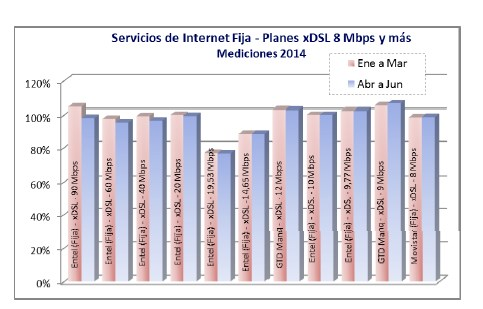 Servicios de Internet Fija - Planes xDSL 8 Mbps y más
Mediciones 2014
Ene a Mar
Abr a Jun
120%
100%
80%
60%
40%
20%
0%
Entel (Fija) - xDSL - 90 Mbps
Entel (Fija) - xDSL - 60 Mbps
Entel (Fija) - xDSL - 40 Mbps
Entel (Fija) - xDSL - 20 Mbps
Entel (Fija) - xDSL - 19,53 Mbps
Entel (Fija) - xDSL - 14,65 Mbps
GTD Manq - xDSL - 12 Mbps
Entel (Fija) - xDSL - 10 Mbps
Entel (Fija) - xDSL - 9,77 Mbps
GTD Manq - xDSL - 9 Mbps
Movistar (Fija) - xDSL - 8 Mbps